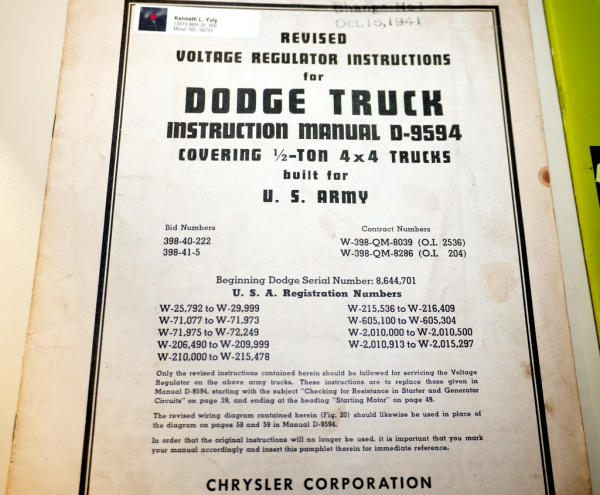 Change No 1
Oct. 15, 1941
Kenneth L. Yuly
Minot, ND 58703
REVISED
VOLTAGE REGULATOR INSTRUCTIONS
for
DODGE TRUCK
INSTRUCTION MANUAL D-9594
COVERING ½-TON 4x4 TRUCKS
built for
U. S. ARMY
Bid Numbers
398-40-222
398-41-5
Contract Numbers
W-398-QM-8039 (O.I. 2536)
W-398-QM-8286 (O.I. 204)
Beginning Dodge Serial Number: 8,644,701
U. S. A. Registration Numbers
W-25,792 to W-29,999
W-71,077 to W-71,973
W-71,975 to W-72,249
W-206,490 to W-209,999
W-210,000 to W-215,478
W-215,536 to W-216,409
W-605,100 to W-605,304
W-2,010,000 to W-2,010,500
W-2,010,913 to W-2,015,297
Only the revised instructions contained herein should be followed for servicing the Voltage
Regulator on the above army trucks. These instructions are to replace those given in
Manual D-9594, starting with the subject "Checking for Resistance in Starter and Generator
Circuits" on page 39, and ending at the heading "Starting Motor" on page 49.
The revised wiring diagram contained herein (Fig. 20) should likewise be used in place of
the diagram on pages 58 and 59 in Manual D-9594.
In order that the original instructions will no longer be used, it is important that you mark
your manual accordingly and insert this pamphlet therein for immediate reference.
CHRYSLER CORPORATION